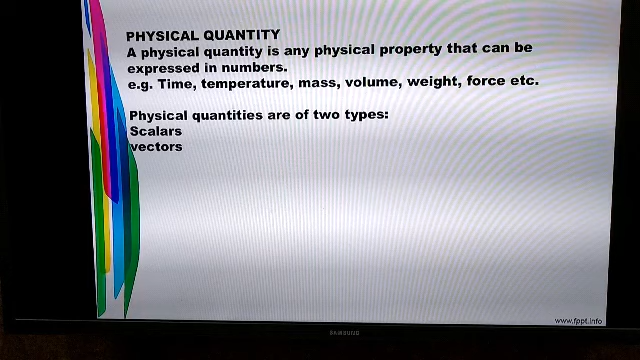 PHYSICAL QUANTITY
A physical quantity is any physical property that can be
expressed in numbers.
e.g. Time, temperature, mass, volume, weight, force etc.
Physical quantities are of two types:
Scalars
vectors
www.fppt.info
SAMSUNG